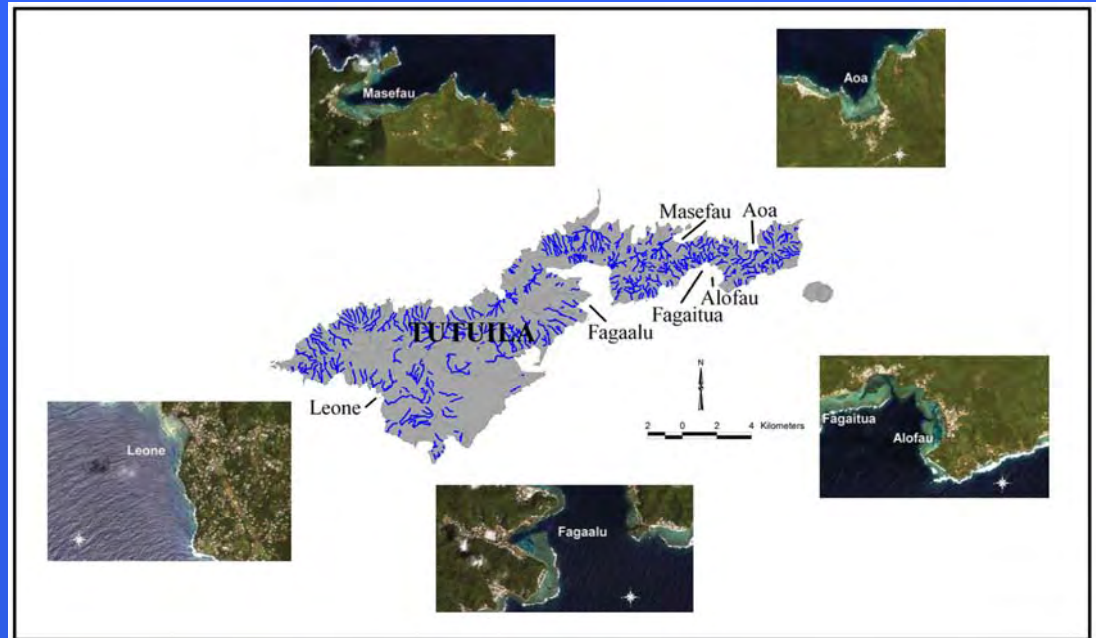 Masefau
Aoa
Masefau
Aoa
Alofau
Fagaitua
Fagaalu
TUTUILA
Leone
N
2 0 2 4 Kilometers
Leone
Fagaitua
Alofau
Fagaalu